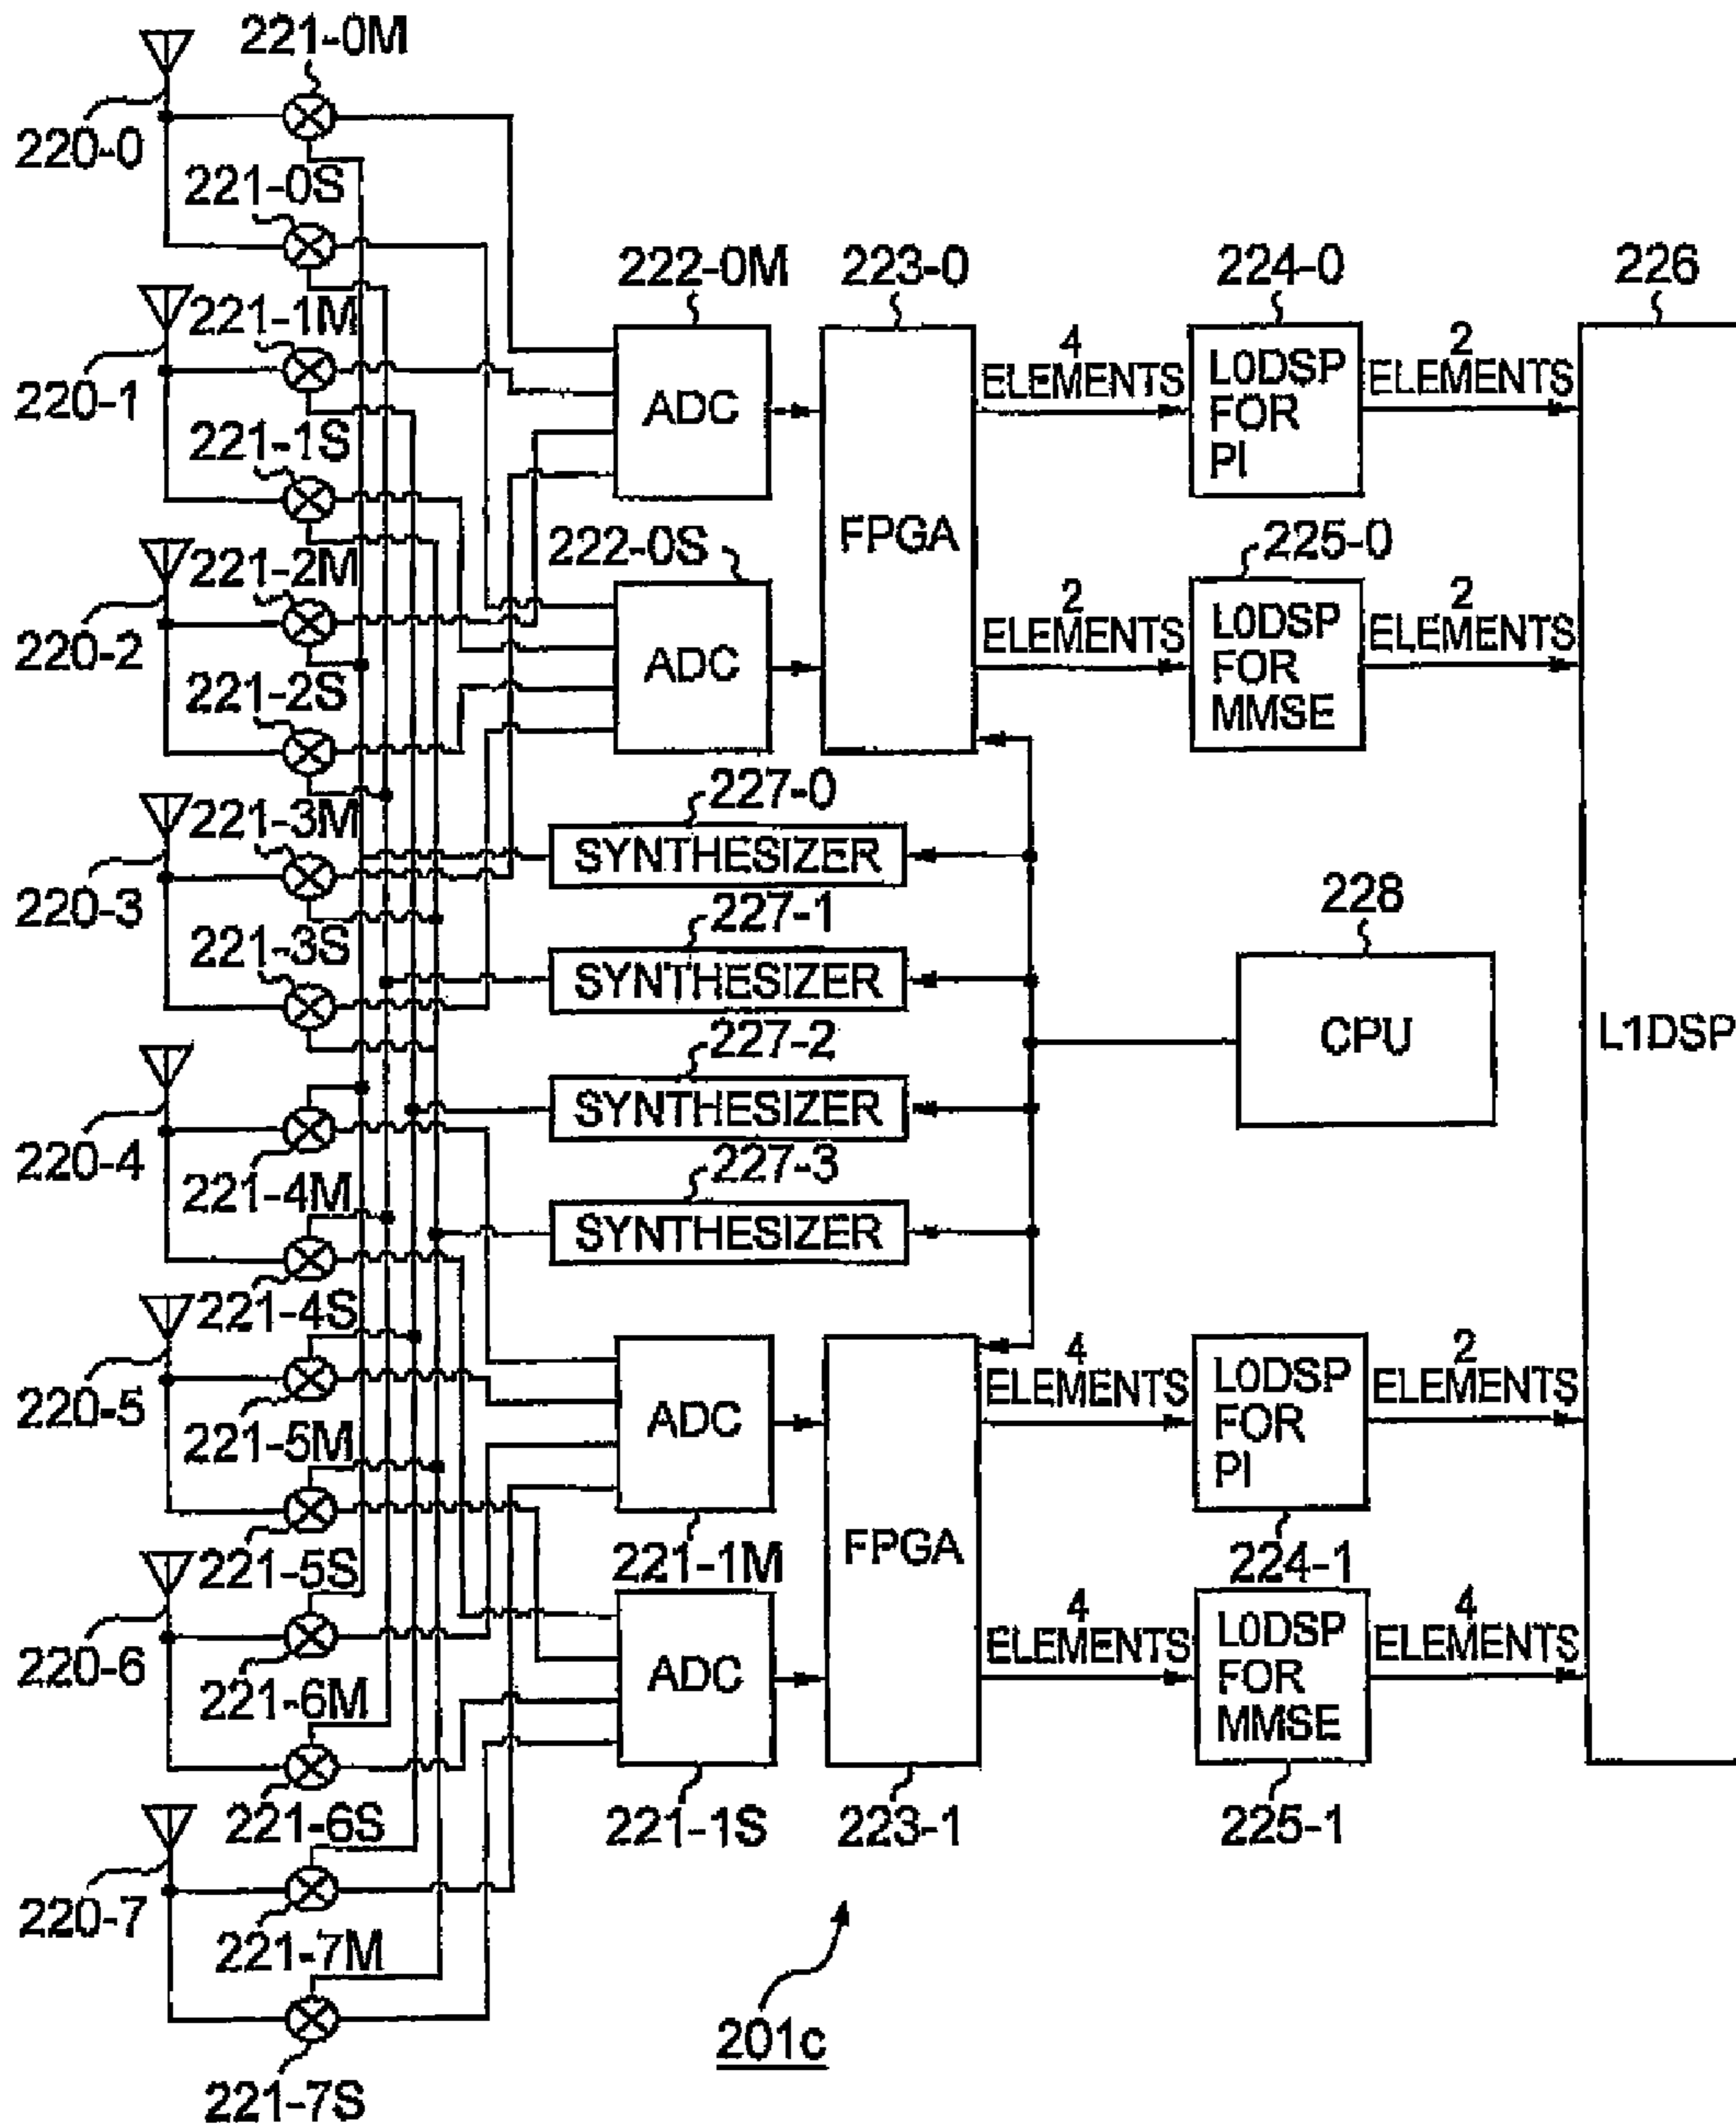 221-0M
220-0
221-0S
222-0M
223-0
224-0
226
221-1M
220-1
ADC
4
ELEMENTS
L0DSP
FOR
PI
2
ELEMENTS
221-1S
FPGA
222-0S
225-0
221-2M
220-2
ADC
2
ELEMENTS
L0DSP
FOR
MMSE
2
ELEMENTS
221-2S
227-0
221-3M
SYNTHESIZER
220-3
228
221-3S
227-1
SYNTHESIZER
CPU
L1DSP
227-2
SYNTHESIZER
220-4
221-4M
227-3
SYNTHESIZER
221-4S
220-5
ADC
4
ELEMENTS
L0DSP
FOR
PI
2
ELEMENTS
221-5M
FPGA
221-5S
221-1M
224-1
220-6
ADC
4
ELEMENTS
L0DSP
FOR
MMSE
4
ELEMENTS
221-6M
221-6S
221-1S
223-1
225-1
220-7
221-7M
201c
221-7S